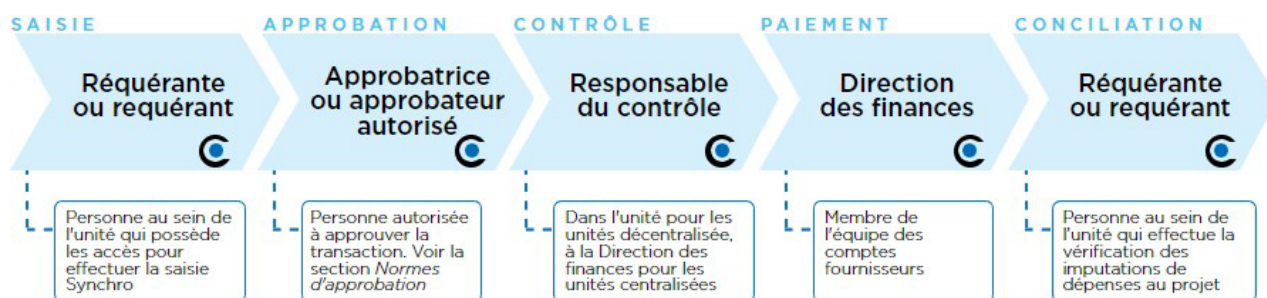 SAISIE
Réquérante
ou requérant
Personne au sein de
l'unité qui possède
les accès pour
effectuer la saisie
Synchro
APPROBATION
Approbatrice
ou approbateur
autorisé
Personne autorisée
à approuver la
transaction. Voir la
section Normes
d'approbation
CONTRÔLE
Responsable
du contrôle
Dans l'unité pour les
unités décentralisée,
à la Direction des
finances pour les
unités centralisées
PAIEMENT
Direction
des finances
Membre de
l'équipe des
comptes
fournisseurs
CONCILIATION
Réquérante
ou requérant
Personne au sein de
l'unité qui effectue la
vérification des
imputations de
dépenses au projet